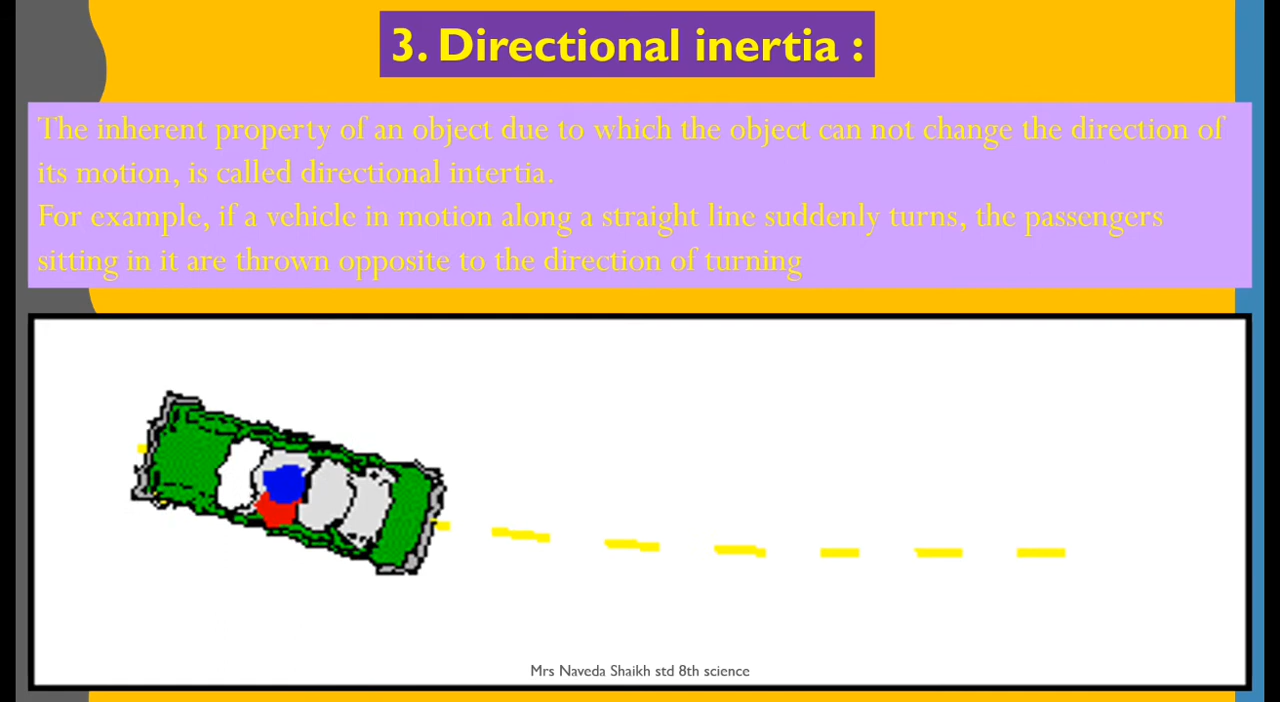 3. Directional inertia :
The inherent property of an object due to which the object can not change the direction of
its motion, is called directional intertia.
For example, if a vehicle in motion along a straight line suddenly turns, the passengers
sitting in it are thrown opposite to the direction of turning
Mrs Naveda Shaikh std 8th science